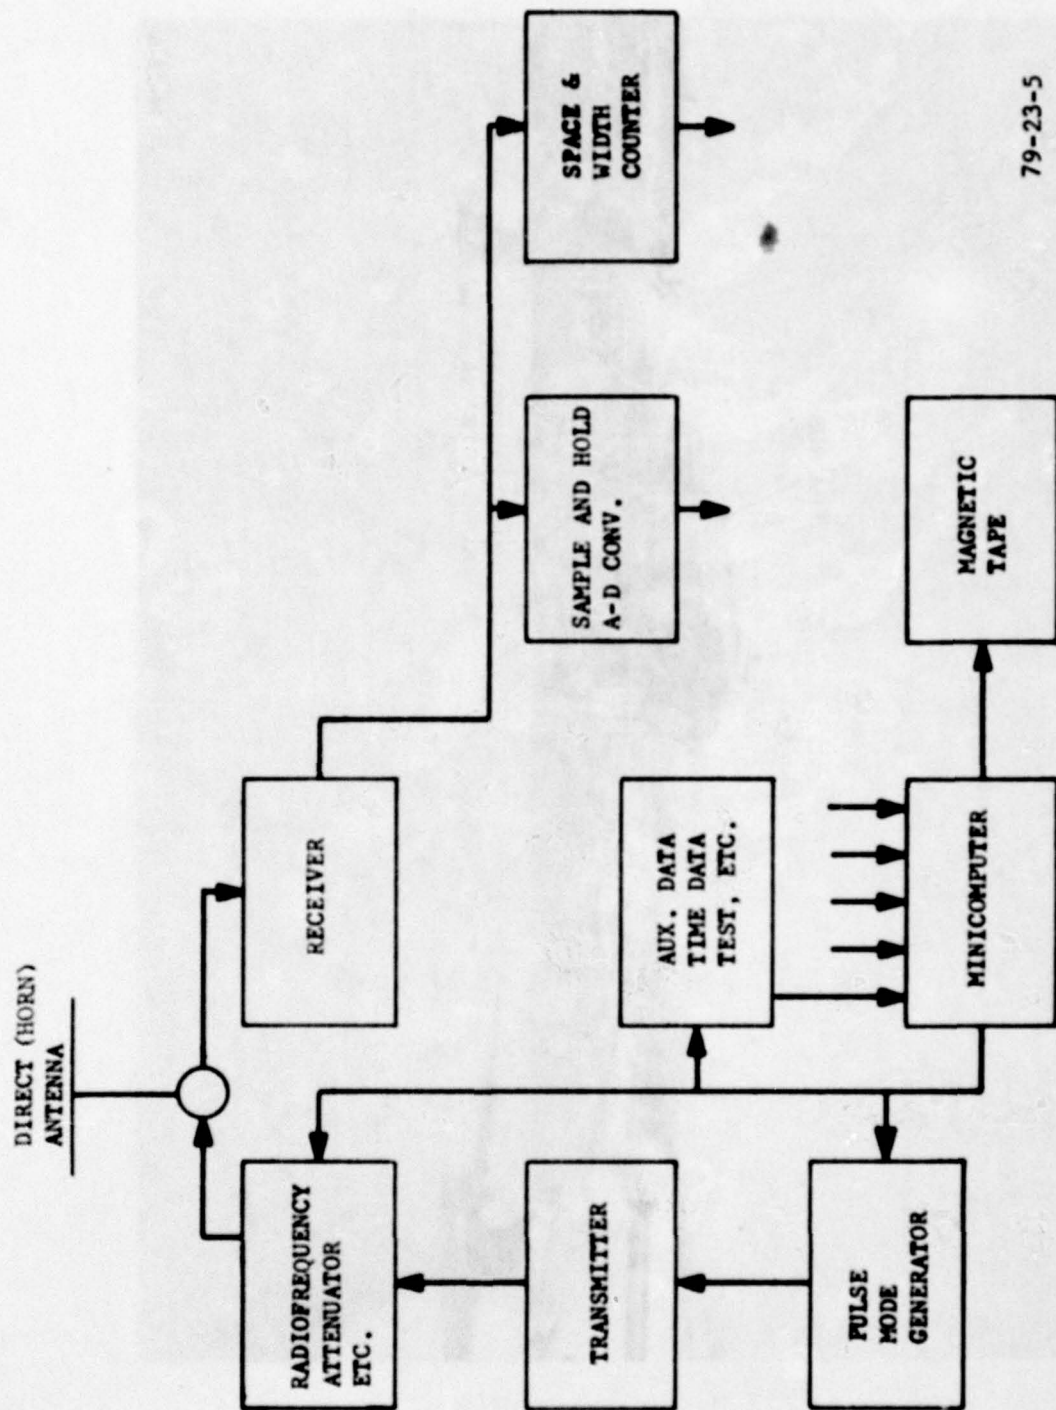 DIRECT (HORN)
ANTENNA
RADIOFREQUENCY
ATTENUATOR
ETC.
RECEIVER
TRANSMITTER
SAMPLE AND HOLD
A-D CONV.
SPACE &
WIDTH
COUNTER
AUX. DATA
TIME DATA
TEST, ETC.
PULSE
MODE
GENERATOR
MINICOMPUTER
MAGNETIC
TAPE
79-23-5